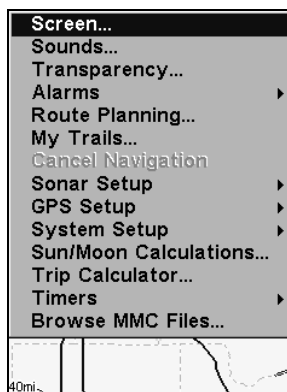 Screen...
Sounds...
Transparency...
Alarms
Route Planning...
My Trails...
Cancel Navigation
Sonar Setup
GPS Setup
System Setup
Sun/Moon Calculations...
Trip Calculator...
Timers
Browse MMC Files...
40mi